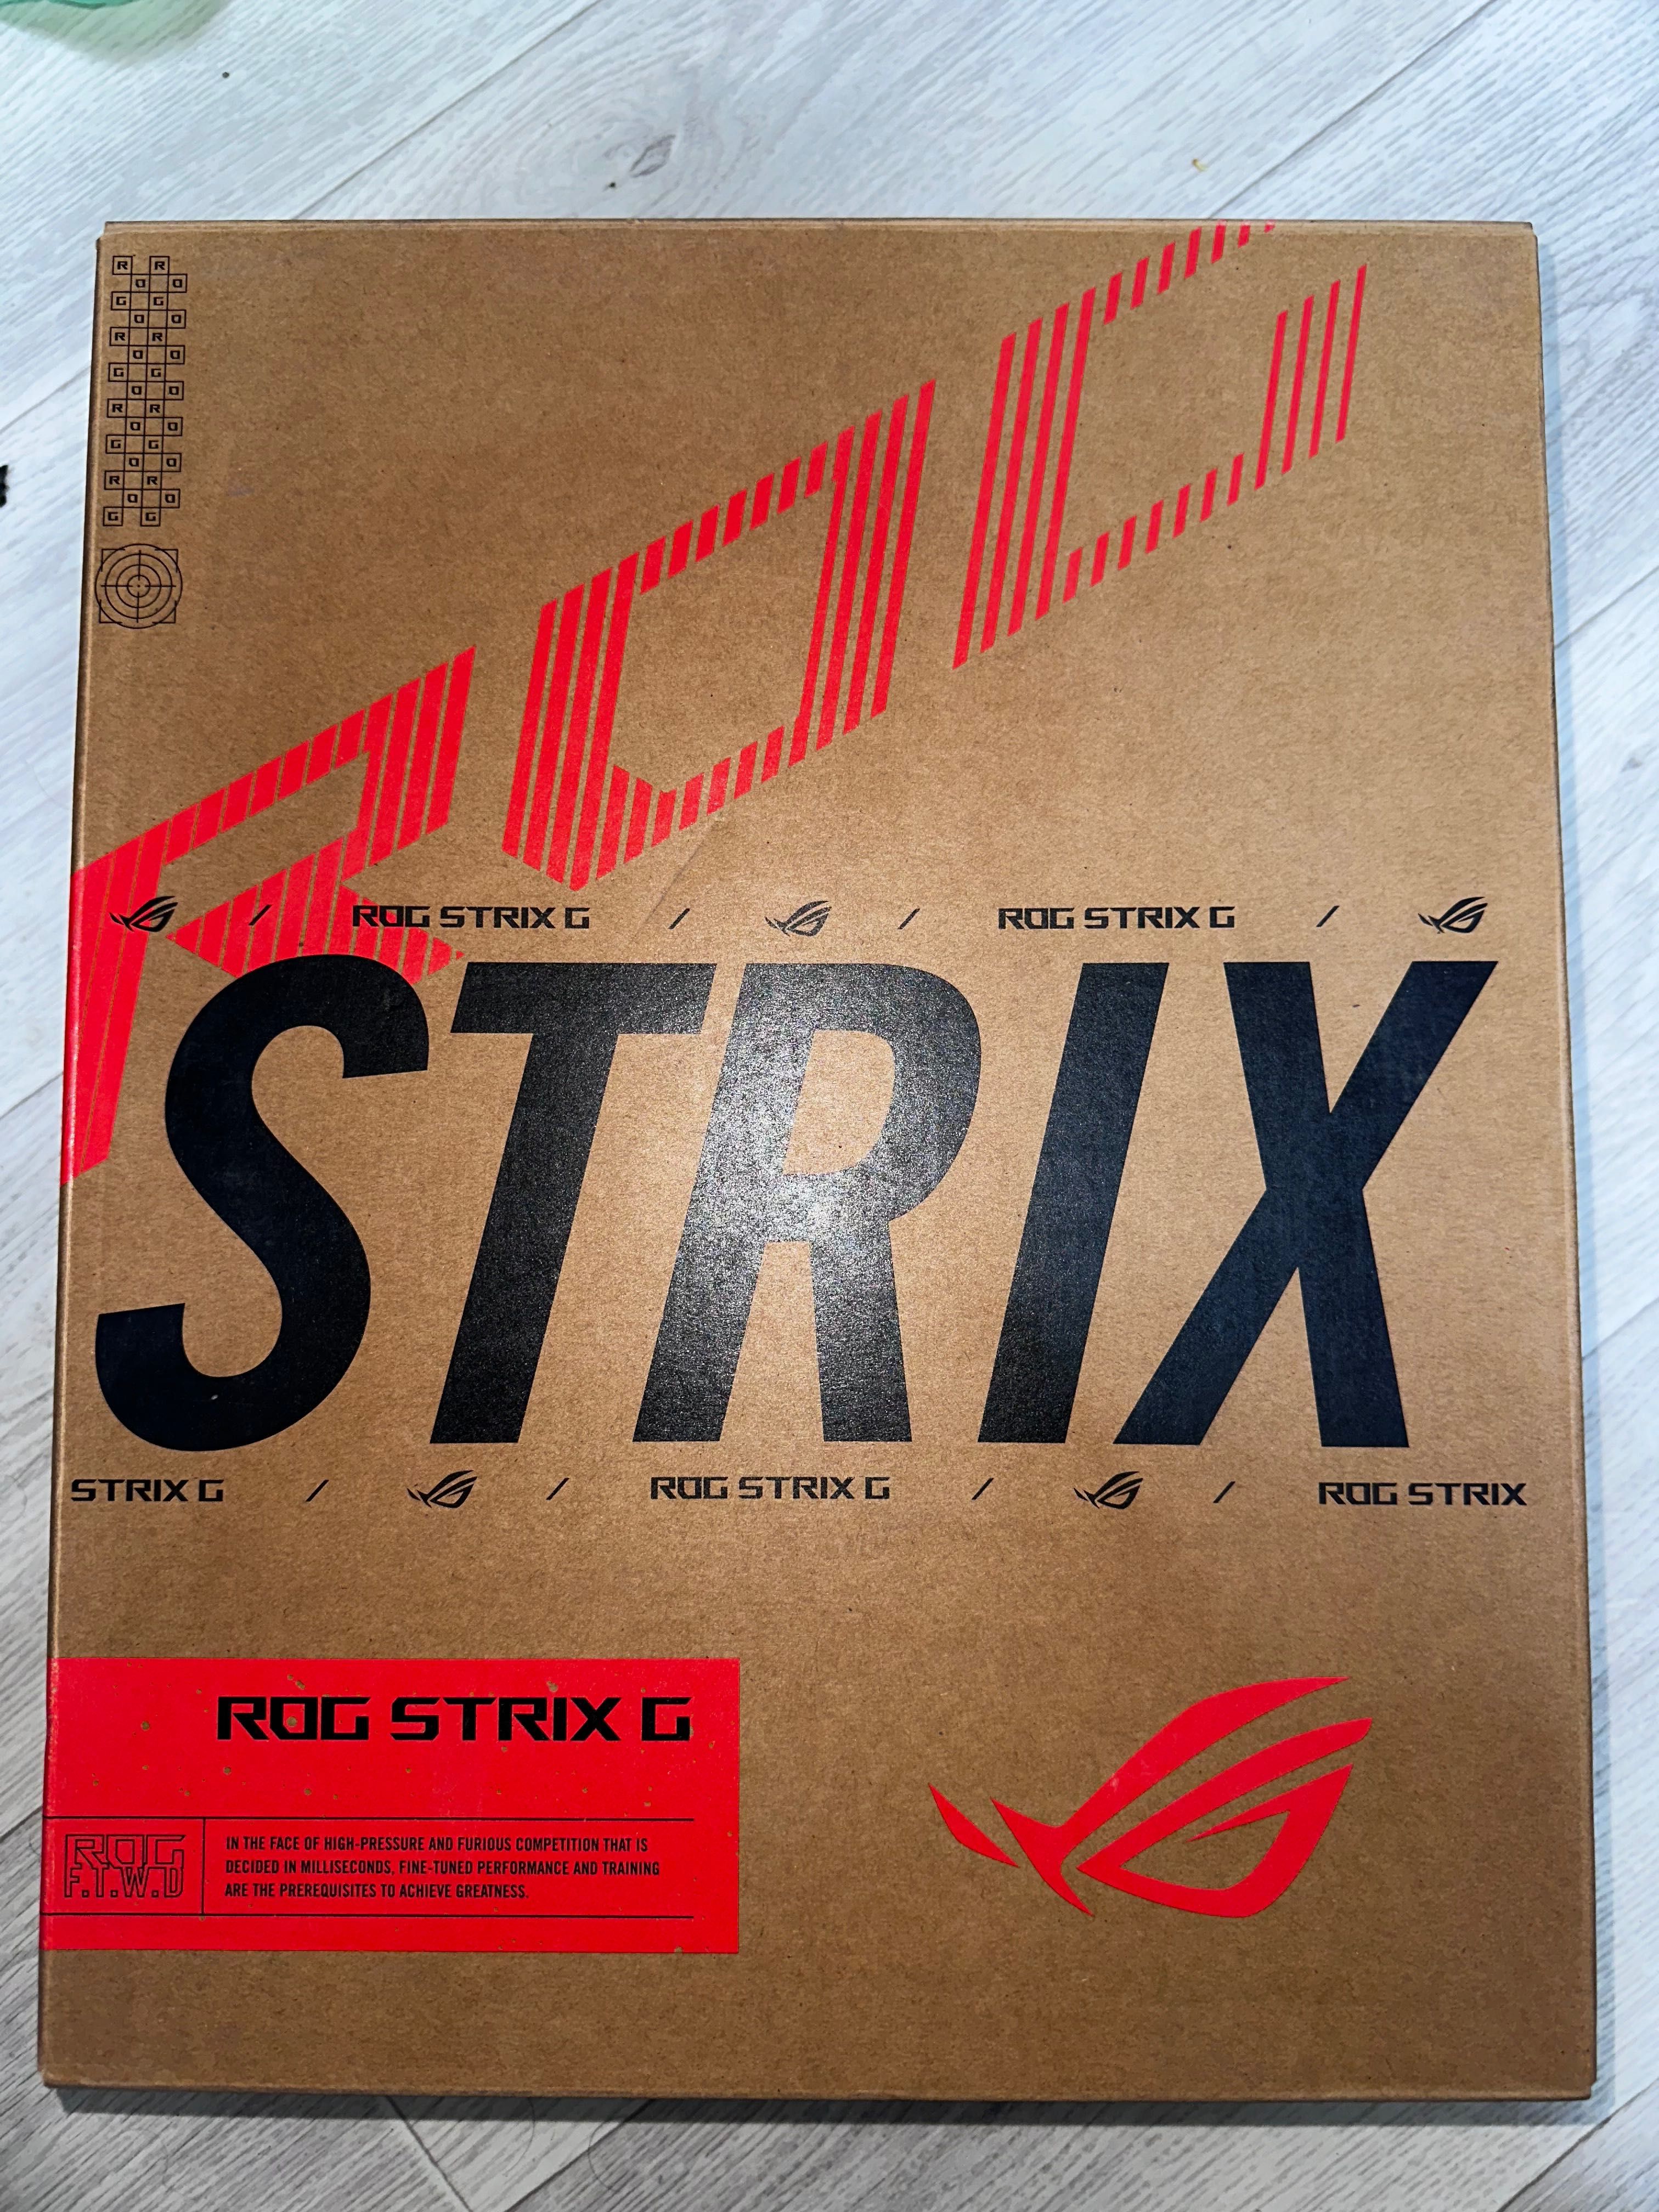 R R
O O
G G
O O
R R
O O
G G
O O
R R
O O
G G
O O
R R
O O
G G
ROG
ROG STRIX G / / ROG STRIX G /
STRIX
STRIX G / / ROG STRIX G / / ROG STRIX
ROG STRIX G
ROG
F.T.W.D
IN THE FACE OF HIGH-PRESSURE AND FURIOUS COMPETITION THAT IS
DECIDED IN MILLISECONDS, FINE-TUNED PERFORMANCE AND TRAINING
ARE THE PREREQUISITES TO ACHIEVE GREATNESS.